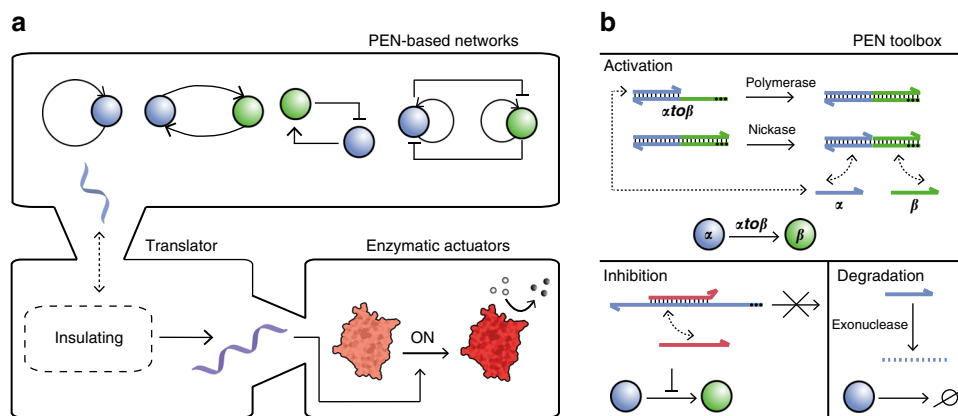 a
PEN-based networks
Translator
Enzymatic actuators
Insulating
ON
b
PEN toolbox
Activation
αtoβ
Polymerase
Nickase
α
β
α
αtoβ
β
Inhibition
Degradation
Exonuclease